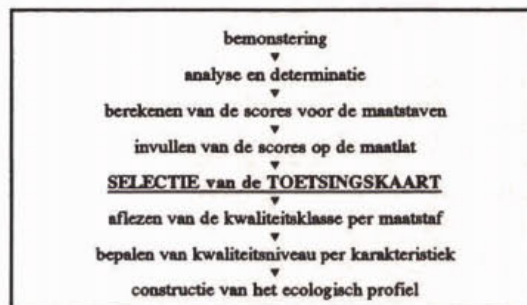 bemonstering
analyse en determinatie
berekenen van de scores voor de maatstaven
invullen van de scores op de maatlat
SELECTIE van de TOETSINGSKAART
aflezen van de kwaliteitsklasse per maatstaf
bepalen van kwaliteitsniveau per karakteristiek
constructie van het ecologisch profiel